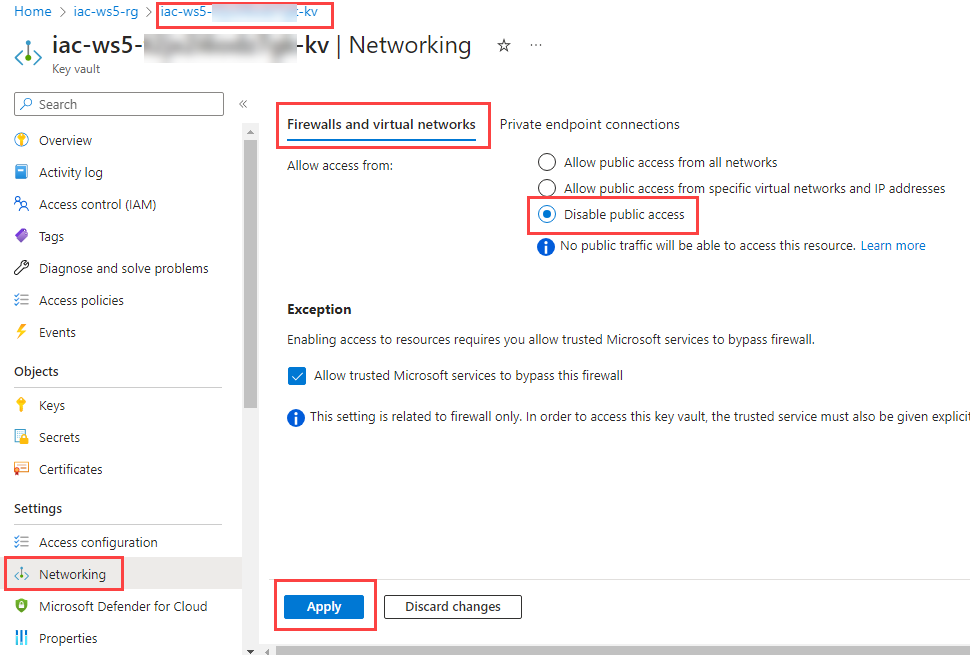 Home > iac-ws5-rg > iac-ws5- -kv
iac-ws5- -kv | Networking
Key vault
Search
Overview
Activity log
Access control (IAM)
Tags
Diagnose and solve problems
Access policies
Events
Objects
Keys
Secrets
Certificates
Settings
Access configuration
Networking
Microsoft Defender for Cloud
Properties
Firewalls and virtual networks Private endpoint connections
Allow access from:
Allow public access from all networks
Allow public access from specific virtual networks and IP addresses
Disable public access
No public traffic will be able to access this resource. Learn more
Exception
Enabling access to resources requires you allow trusted Microsoft services to bypass firewall.
Allow trusted Microsoft services to bypass this firewall
This setting is related to firewall only. In order to access this key vault, the trusted service must also be given explicit
Apply Discard changes